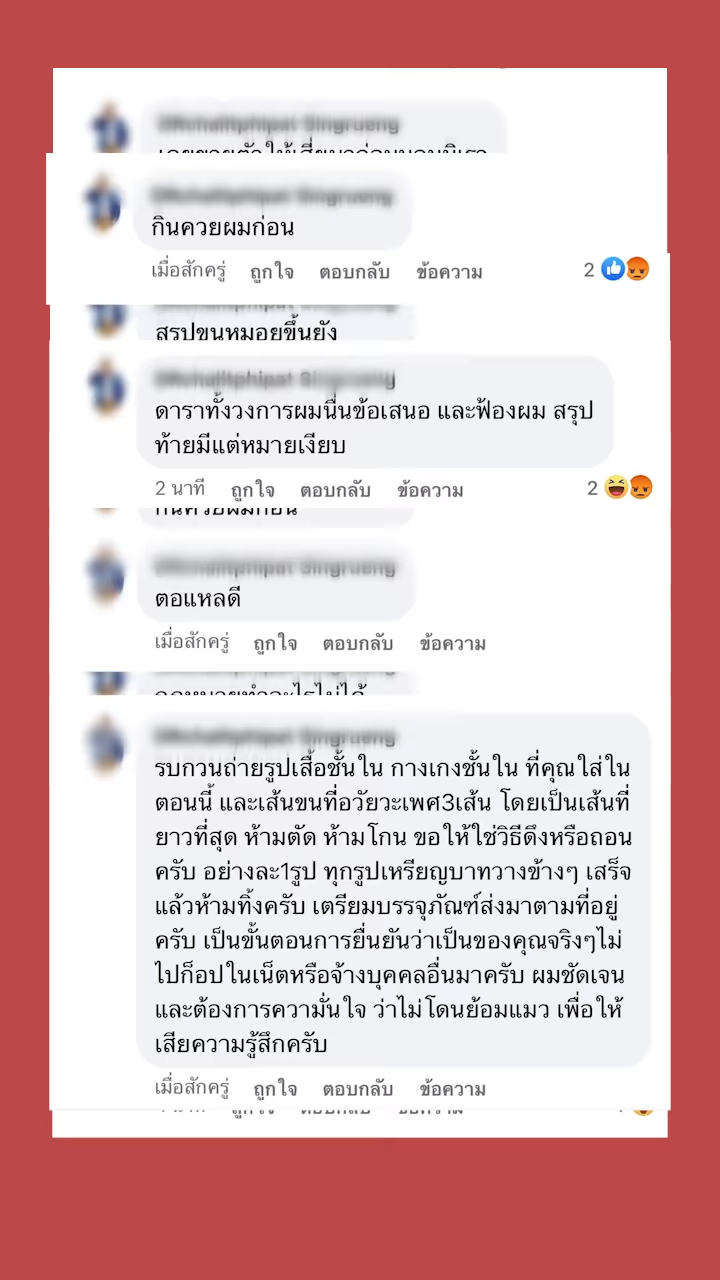 กินควยผมก่อน
เมื่อสักครู่ ถูกใจ ตอบกลับ ข้อความ 2
สรุปขนหมอยขึ้นยัง
ดาราทั้งวงการผมนี่นข้อเสนอ และฟ้องผม สรุป
ท้ายมีแต่หมายเงียบ
2 นาที ถูกใจ ตอบกลับ ข้อความ 2
กินควยผมก่อน
ตอแหลดี
เมื่อสักครู่ ถูกใจ ตอบกลับ ข้อความ
รบกวนถ่ายรูปเสื้อชั้นใน กางเกงชั้นใน ที่คุณใส่ใน
ตอนนี้ และเส้นขนที่อวัยวะเพศ3เส้น โดยเป็นเส้นที่
ยาวที่สุด ห้ามตัด ห้ามโกน ขอให้ใช่วิธีดึงหรือถอน
ครับ อย่างละ1รูป ทุกรูปเหรียญบาทวางข้างๆ เสร็จ
แล้วห้ามทิ้งครับ เตรียมบรรจุภัณฑ์ส่งมาตามที่อยู่
ครับ เป็นขั้นตอนการยื่นยันว่าเป็นของคุณจริงๆไม่
ไปก็อปในเน็ตหรือจ้างบุคคลอื่นมาครับ ผมชัดเจน
และต้องการความั่นใจ ว่าไม่โดนย้อมแมว เพื่อให้
เสียความรู้สึกครับ
เมื่อสักครู่ ถูกใจ ตอบกลับ ข้อความ